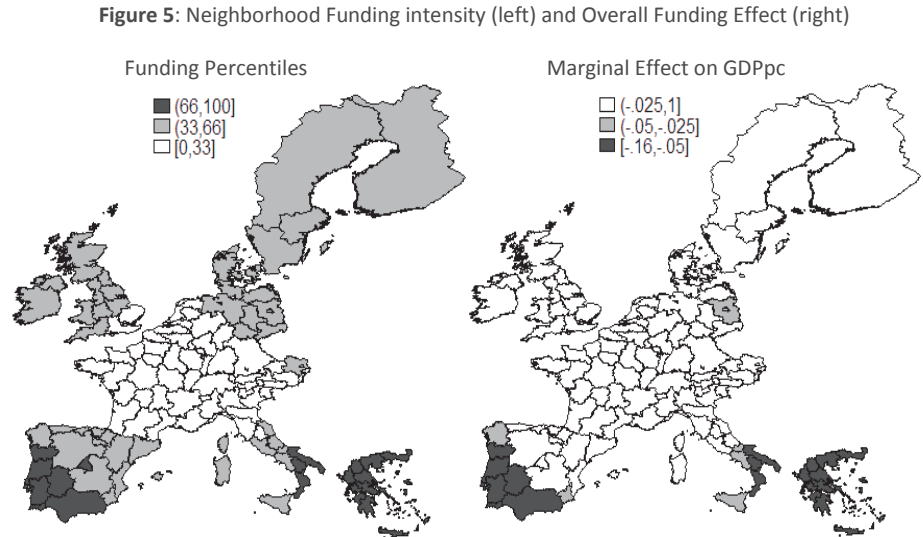 Figure 5: Neighborhood Funding intensity (left) and Overall Funding Effect (right)
Funding Percentiles
(66,100]
(33,66]
[0,33]
Marginal Effect on GDPpc
(-.025,1]
(-.05,-.025]
[-.16,-.05]